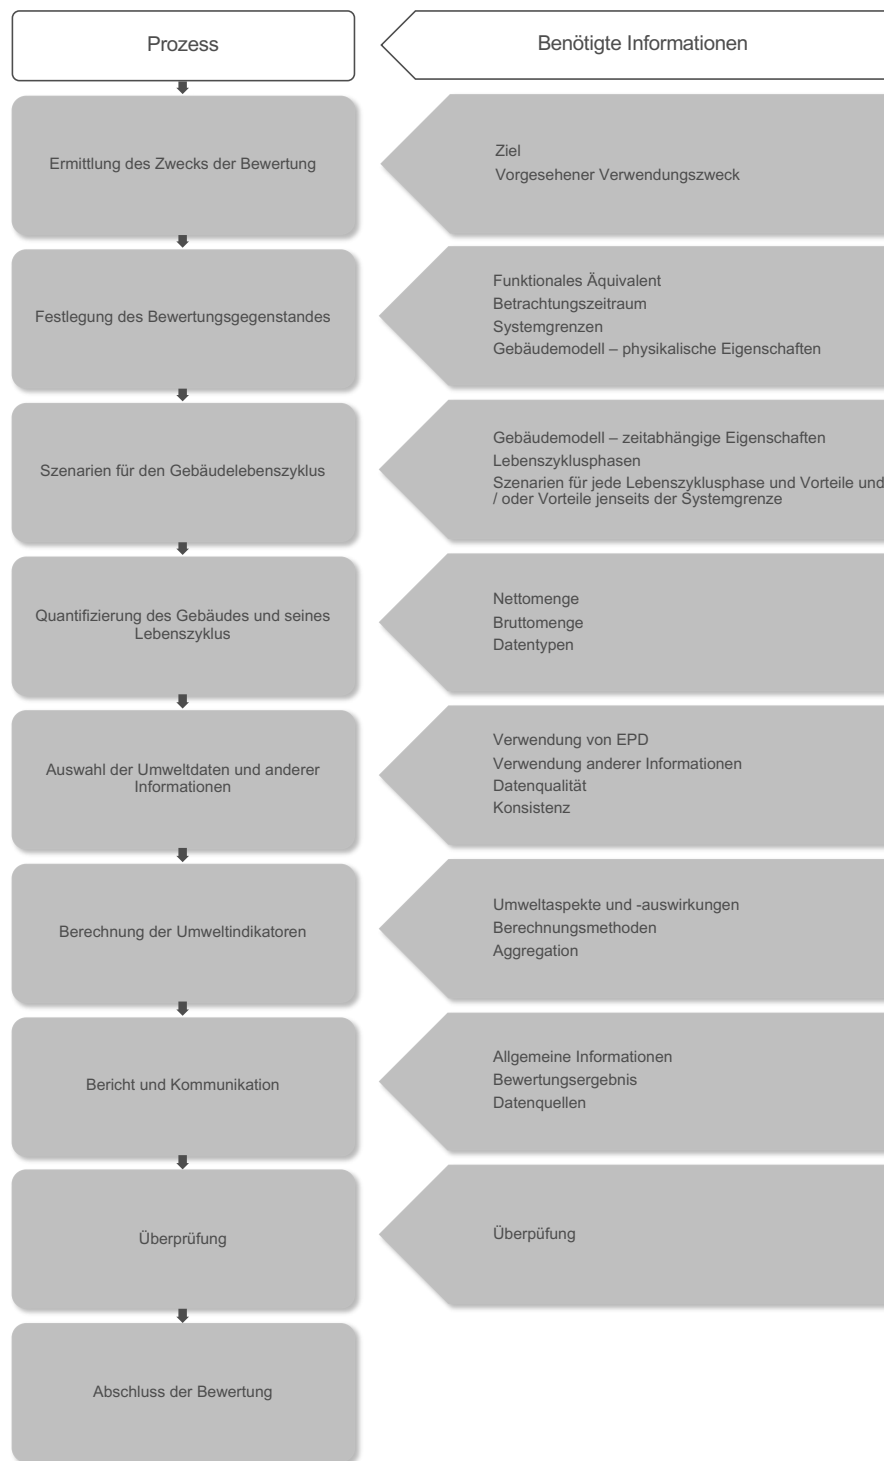 Prozess
Benötigte Informationen
Ermittlung des Zwecks der Bewertung
Ziel
Vorgesehener Verwendungszweck
Festlegung des Bewertungsgegenstandes
Funktionales Äquivalent
Betrachtungszeitraum
Systemgrenzen
Gebäudemodell – physikalische Eigenschaften
Szenarien für den Gebäudelebenszyklus
Gebäudemodell – zeitabhängige Eigenschaften
Lebenszyklusphasen
Szenarien für jede Lebenszyklusphase und Vorteile und
/ oder Vorteile jenseits der Systemgrenze
Quantifizierung des Gebäudes und seines
Lebenszyklus
Nettomenge
Bruttomenge
Datentypen
Auswahl der Umweltdaten und anderer
Informationen
Verwendung von EPD
Verwendung anderer Informationen
Datenqualität
Konsistenz
Berechnung der Umweltindikatoren
Umweltaspekte und -auswirkungen
Berechnungsmethoden
Aggregation
Bericht und Kommunikation
Allgemeine Informationen
Bewertungsergebnis
Datenquellen
Überprüfung
Überpüfung
Abschluss der Bewertung